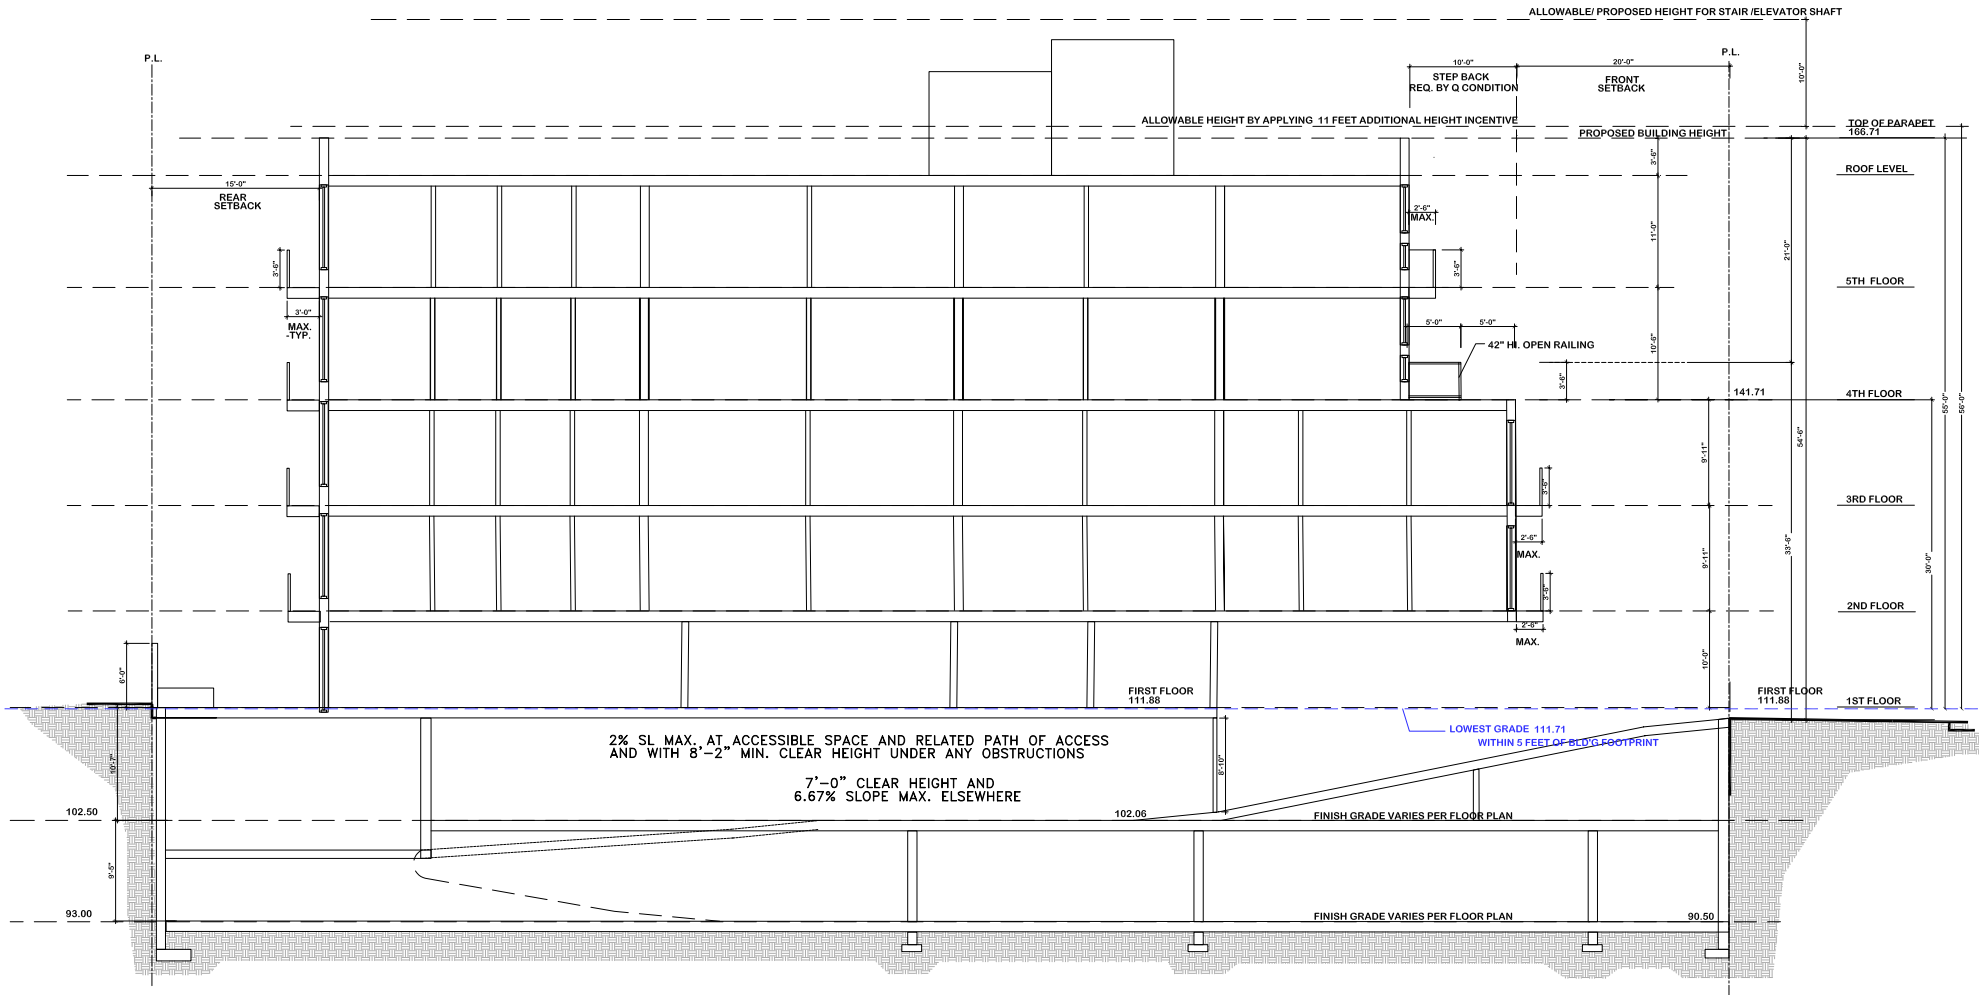 ALLOWABLE/ PROPOSED HEIGHT FOR STAIR /ELEVATOR SHAFT
P.L.
P.L.
10'-0"
20'-0"
10'-0"
STEP BACK
REQ. BY Q CONDITION
FRONT
SETBACK
ALLOWABLE HEIGHT BY APPLYING 11 FEET ADDITIONAL HEIGHT INCENTIVE
PROPOSED BUILDING HEIGHT
TOP OF PARAPET
166.71
3'-6"
ROOF LEVEL
15'-0"
REAR
SETBACK
2'-6"
MAX.
11'-0"
21'-0"
3'-6"
3'-6"
5TH FLOOR
3'-0"
MAX.
-TYP.
5'-0"
5'-0"
42" HI. OPEN RAILING
10'-6"
3'-6"
141.71
4TH FLOOR
55'-0"
56'-0"
54'-6"
9'-11"
3'-6"
3RD FLOOR
2'-6"
MAX.
9'-11"
33'-6"
30'-0"
3'-6"
2ND FLOOR
2'-6"
MAX.
6'-0"
10'-0"
FIRST FLOOR
111.88
FIRST FLOOR
111.88
1ST FLOOR
LOWEST GRADE 111.71
WITHIN 5 FEET OF BLD'G FOOTPRINT
2% SL MAX. AT ACCESSIBLE SPACE AND RELATED PATH OF ACCESS
AND WITH 8'-2" MIN. CLEAR HEIGHT UNDER ANY OBSTRUCTIONS
7'-0" CLEAR HEIGHT AND
6.67% SLOPE MAX. ELSEWHERE
10'-7"
8'-10"
102.50
102.06
FINISH GRADE VARIES PER FLOOR PLAN
9'-5"
93.00
FINISH GRADE VARIES PER FLOOR PLAN
90.50